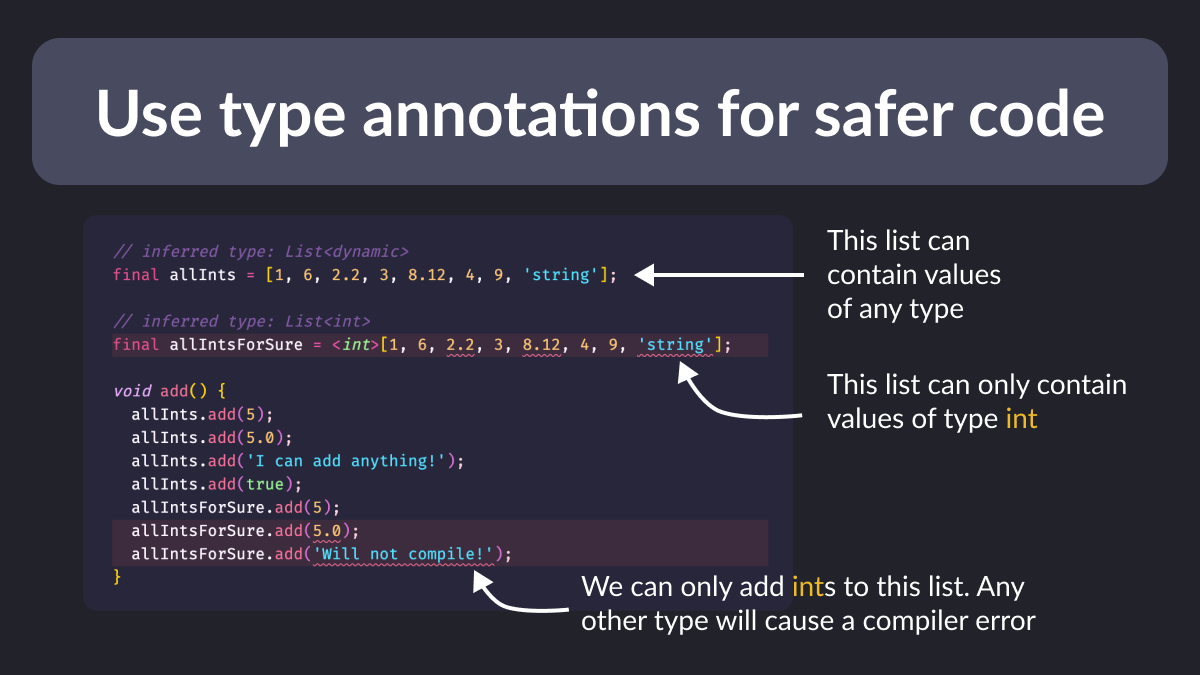 Use type annotations for safer code
// inferred type: List<dynamic>
final allInts = [1, 6, 2.2, 3, 8.12, 4, 9, 'string'];
// inferred type: List<int>
final allIntsForSure = <int>[1, 6, 2.2, 3, 8.12, 4, 9, 'string'];
void add() {
  allInts.add(5);
  allInts.add(5.0);
  allInts.add('I can add anything!');
  allInts.add(true);
  allIntsForSure.add(5);
  allIntsForSure.add(5.0);
  allIntsForSure.add('Will not compile!');
}
This list can
contain values
of any type
This list can only contain
values of type int
We can only add ints to this list. Any
other type will cause a compiler error